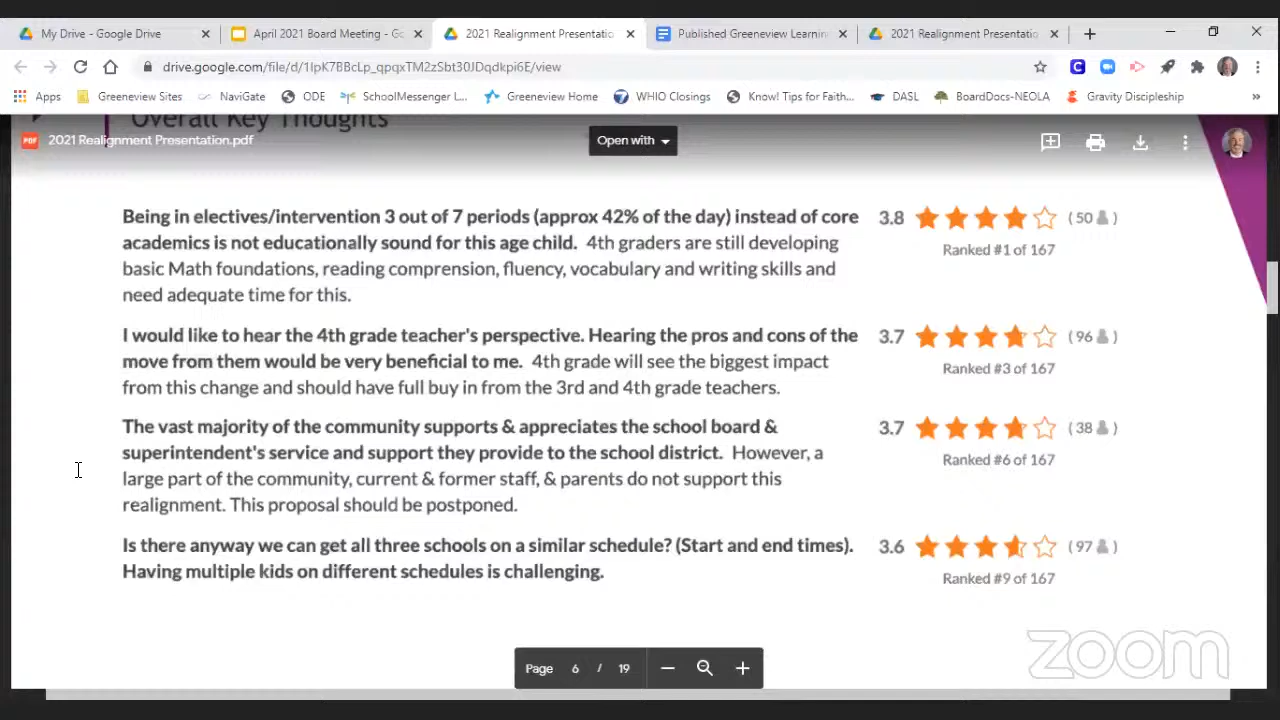 My Drive - Google Drive
April 2021 Board Meeting - Go
2021 Realignment Presentatio
Published Greeneview Learnin
2021 Realignment Presentatio
drive.google.com/file/d/1IpK7BBcLp_qpqxTM2zSbt30JDqdkpi6E/view
Apps Greeneview Sites NaviGate ODE SchoolMessenger L... Greeneview Home WHIO Closings Know! Tips for Faith... DASL BoardDocs-NEOLA Gravity Discipleship »
Overall Key Thoughts
PDF 2021 Realignment Presentation.pdf
Open with
Being in electives/intervention 3 out of 7 periods (approx 42% of the day) instead of core
academics is not educationally sound for this age child. 4th graders are still developing
basic Math foundations, reading comprension, fluency, vocabulary and writing skills and
need adequate time for this.
3.8 (50)
Ranked #1 of 167
I would like to hear the 4th grade teacher's perspective. Hearing the pros and cons of the
move from them would be very beneficial to me. 4th grade will see the biggest impact
from this change and should have full buy in from the 3rd and 4th grade teachers.
3.7 (96)
Ranked #3 of 167
The vast majority of the community supports & appreciates the school board &
superintendent's service and support they provide to the school district. However, a
large part of the community, current & former staff, & parents do not support this
realignment. This proposal should be postponed.
3.7 (38)
Ranked #6 of 167
Is there anyway we can get all three schools on a similar schedule? (Start and end times).
Having multiple kids on different schedules is challenging.
3.6 (97)
Ranked #9 of 167
Page 6 / 19
zoom